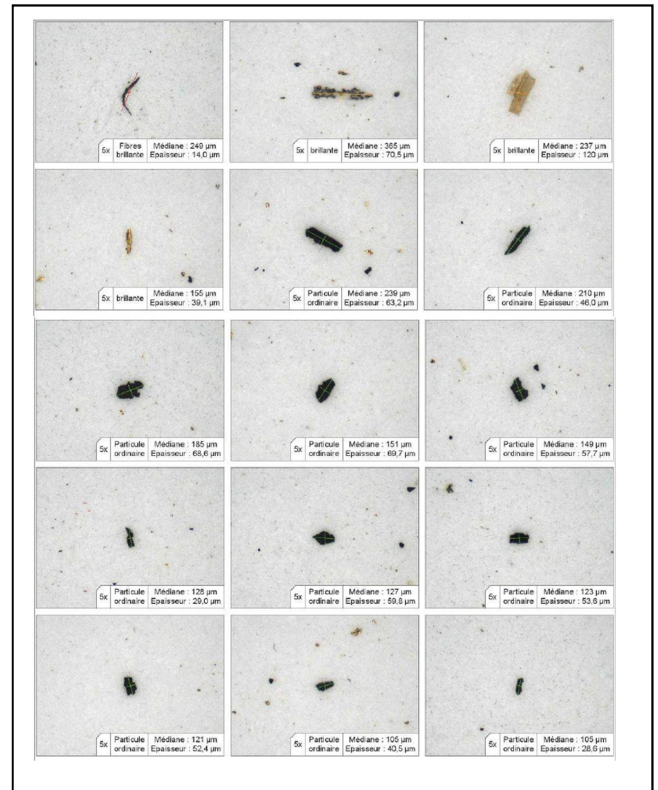 5x Fibres brillante Médiane : 249 µm Epaisseur : 14,0 µm
5x brillante Médiane : 365 µm Epaisseur : 70,5 µm
5x brillante Médiane : 237 µm Epaisseur : 120 µm
5x brillante Médiane : 155 µm Epaisseur : 39,1 µm
5x Particule ordinaire Médiane : 239 µm Epaisseur : 63,2 µm
5x Particule ordinaire Médiane : 210 µm Epaisseur : 46,0 µm
5x Particule ordinaire Médiane : 185 µm Epaisseur : 68,6 µm
5x Particule ordinaire Médiane : 151 µm Epaisseur : 69,7 µm
5x Particule ordinaire Médiane : 149 µm Epaisseur : 57,7 µm
5x Particule ordinaire Médiane : 128 µm Epaisseur : 29,0 µm
5x Particule ordinaire Médiane : 127 µm Epaisseur : 59,8 µm
5x Particule ordinaire Médiane : 123 µm Epaisseur : 53,6 µm
5x Particule ordinaire Médiane : 121 µm Epaisseur : 52,4 µm
5x Particule ordinaire Médiane : 106 µm Epaisseur : 40,5 µm
5x Particule ordinaire Médiane : 105 µm Epaisseur : 28,6 µm